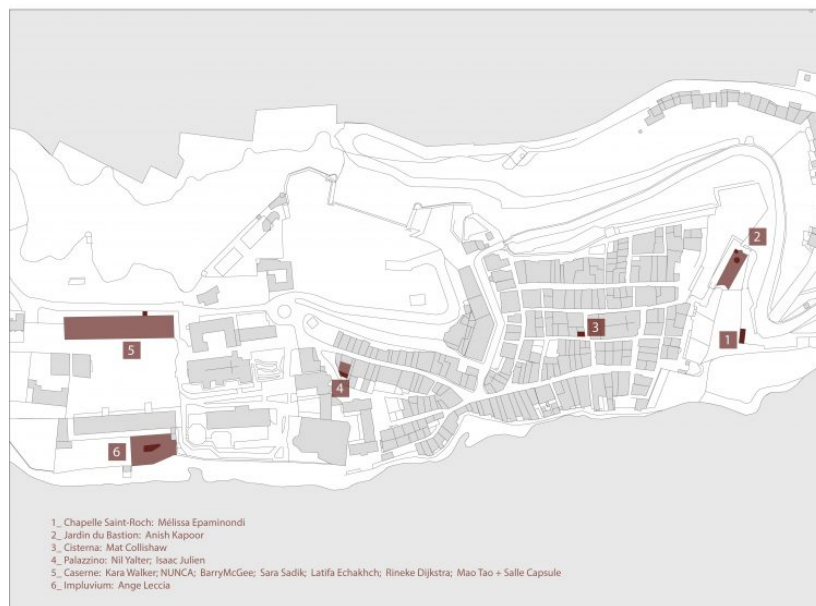 2
1
3
5
4
6
1_ Chapelle Saint-Roch: Mélissa Epaminondi
2_ Jardin du Bastion: Anish Kapoor
3_ Cisterna: Mat Collishaw
4_ Palazzino: Nil Yalter; Isaac Julien
5_ Caserne: Kara Walker; NUNCA; BarryMcGee; Sara Sadik; Latifa Echakhch; Rineke Dijkstra; Mao Tao + Salle Capsule
6_ Impluvium: Ange Leccia